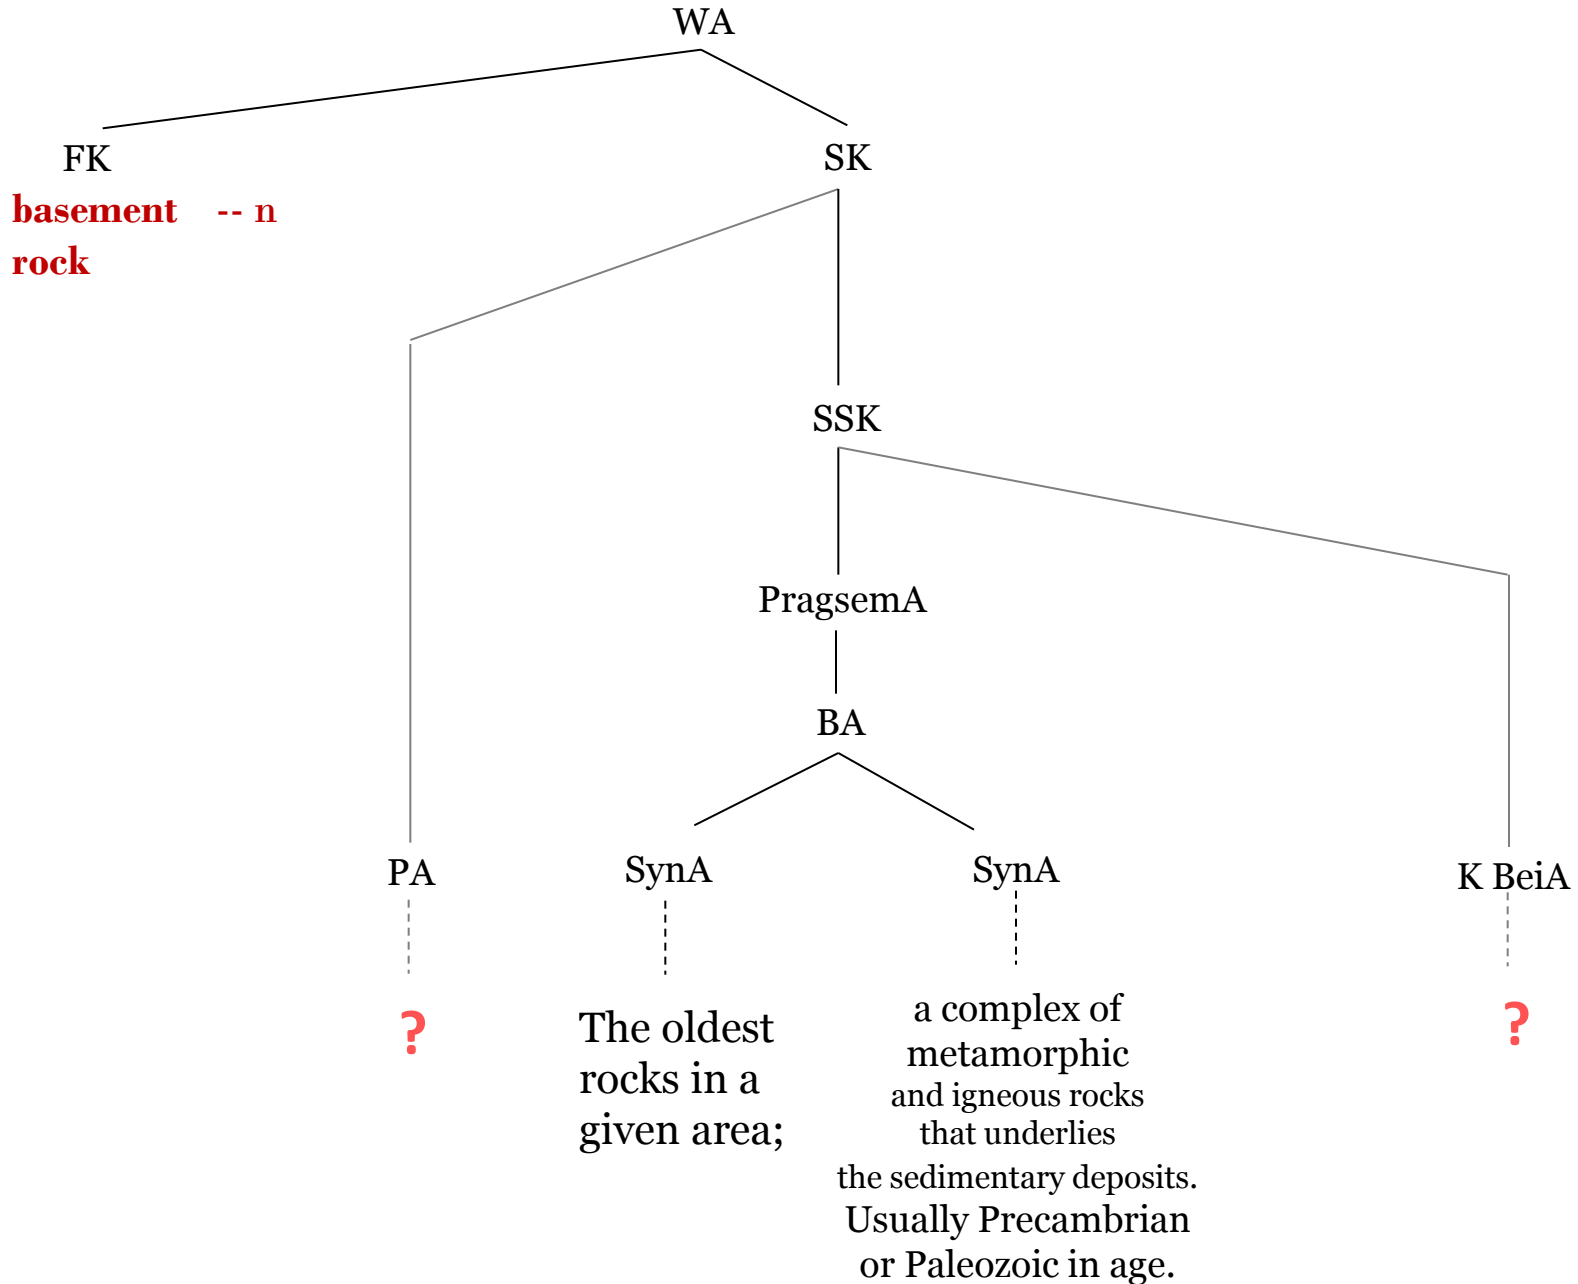 WA
FK
SK
basement -- n
rock
SSK
PragsemA
BA
PA
SynA
SynA
K BeiA
?
The oldest
rocks in a
given area;
a complex of
metamorphic
and igneous rocks
that underlies
the sedimentary deposits.
Usually Precambrian
or Paleozoic in age.
?